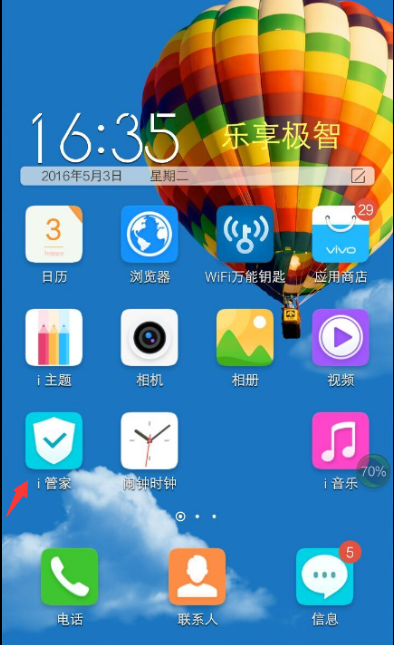 16:35
乐享极智
2016年5月3日 星期二
3
29
vivo
日历 浏览器 WiFi万能钥匙 应用商店
i 主题 相机 相册 视频
70%
i 管家 闹钟时钟 i 音乐
5
电话 联系人 信息